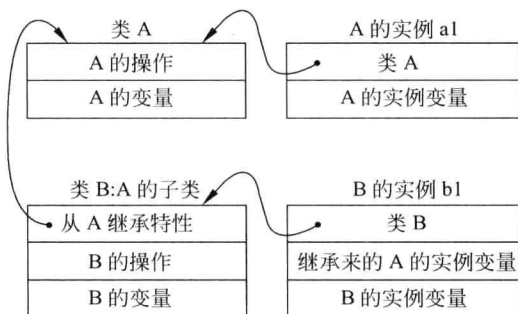 类 A
A 的实例 a1
A 的操作
类 A
A 的变量
A 的实例变量
类 B:A 的子类
B 的实例 b1
从 A 继承特性
类 B
B 的操作
继承来的 A 的实例变量
B 的变量
B 的实例变量